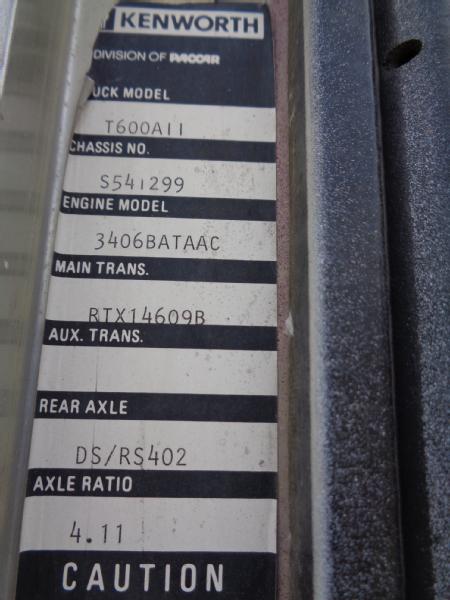 KENWORTH
DIVISION OF PACCAR
UCK MODEL
T600AII
CHASSIS NO.
S541299
ENGINE MODEL
3406BATAAC
MAIN TRANS.
RTX14609B
AUX. TRANS.
REAR AXLE
DS/RS402
AXLE RATIO
4.11
CAUTION